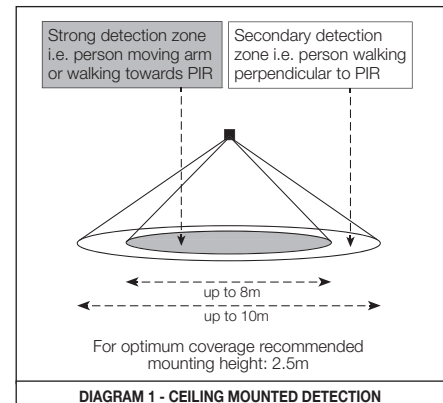 Strong detection zone
i.e. person moving arm
or walking towards PIR
Secondary detection
zone i.e. person walking
perpendicular to PIR
up to 8m
up to 10m
For optimum coverage recommended
mounting height: 2.5m
DIAGRAM 1 - CEILING MOUNTED DETECTION